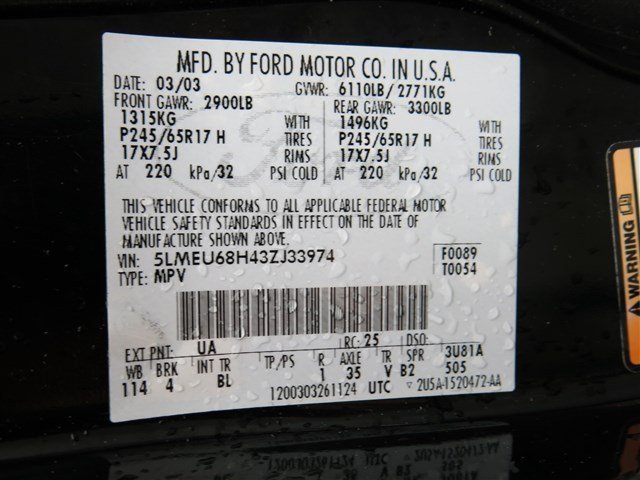 MFD. BY FORD MOTOR CO. IN U.S.A.
DATE: 03/03 GVWR: 6110LB/ 2771KG
FRONT GAWR: 2900LB REAR GAWR: 3300LB
1315KG WITH 1496KG WITH
P245/65R17 H TIRES P245/65R17 H TIRES
17X7.5J RIMS 17X7.5J RIMS
AT 220 kPa/32 PSI COLD AT 220 kPa/32 PSI COLD
THIS VEHICLE CONFORMS TO ALL APPLICABLE FEDERAL MOTOR
VEHICLE SAFETY STANDARDS IN EFFECT ON THE DATE OF
MANUFACTURE SHOWN ABOVE.
VIN: 5LMEU68H43ZJ33974 F0089
TYPE: MPV T0054
EXT PNT: UA RC: 25 DSO:
WB BRK INT TR TP/PS R AXLE TR SPR 3U81A
114 4 BL 1 35 V B2 505
1200303261124 UTC 2U5A-1520472-AA
WARNING